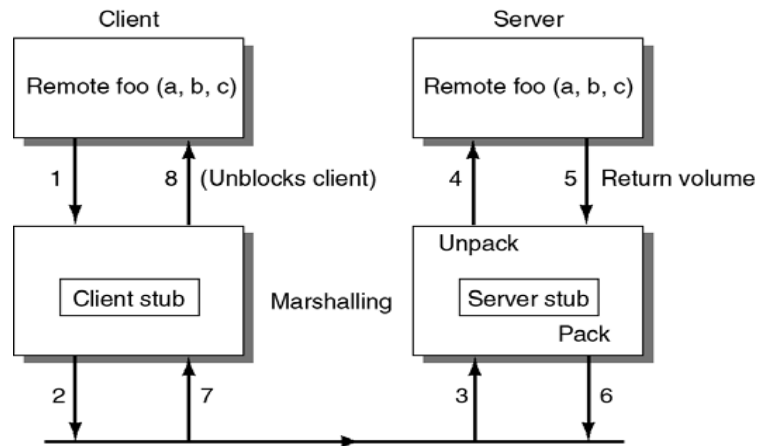 Client Server
Remote foo (a, b, c) Remote foo (a, b, c)
1 8 (Unblocks client) 4 5 Return volume
Unpack
Client stub Marshalling Server stub
Pack
2 7 3 6